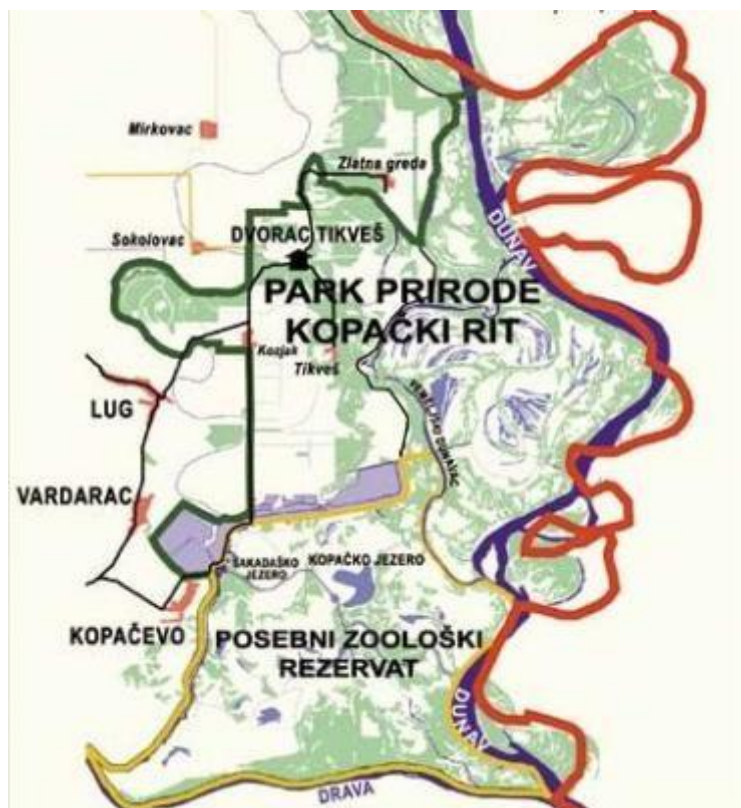 Mirkovac
Zlatna greda
DUNAV
Sokolovac
DVORAC TIKVEŠ
PARK PRIRODE
KOPAČKI RIT
Kozjak
Tikveš
LUG
VARDARAC
ŠAKADAŠKO
JEZERO
KOPAČKO JEZERO
KOPAČEVO
POSEBNI ZOOLOŠKI
REZERVAT
DUNAV
DRAVA